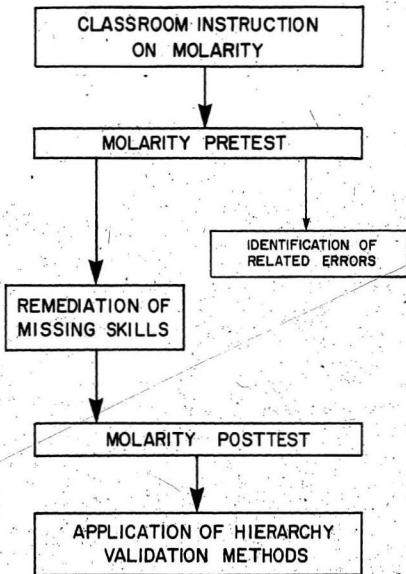 CLASSROOM INSTRUCTION
ON MOLARITY
MOLARITY PRETEST
IDENTIFICATION OF
RELATED ERRORS
REMEDIATION OF
MISSING SKILLS
MOLARITY POSTTEST
APPLICATION OF HIERARCHY
VALIDATION METHODS